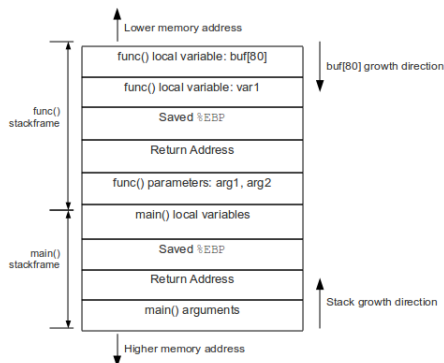 Lower memory address
func() local variable: buf[80]
buf[80] growth direction
func() local variable: var1
func()
stackframe
Saved %EBP
Return Address
func() parameters: arg1, arg2
main() local variables
main()
stackframe
Saved %EBP
Return Address
Stack growth direction
main() arguments
Higher memory address